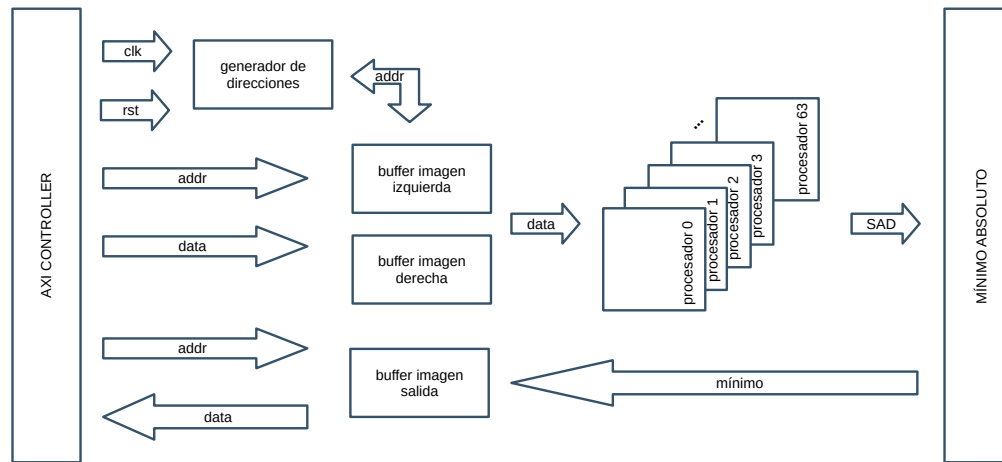 AXI CONTROLLER
clk
rst
generador de
direcciones
addr
addr
data
buffer imagen
izquierda
buffer imagen
derecha
data
procesador 0
procesador 1
procesador 2
procesador 3
...
procesador 63
SAD
MÍNIMO ABSOLUTO
addr
data
buffer imagen
salida
mínimo